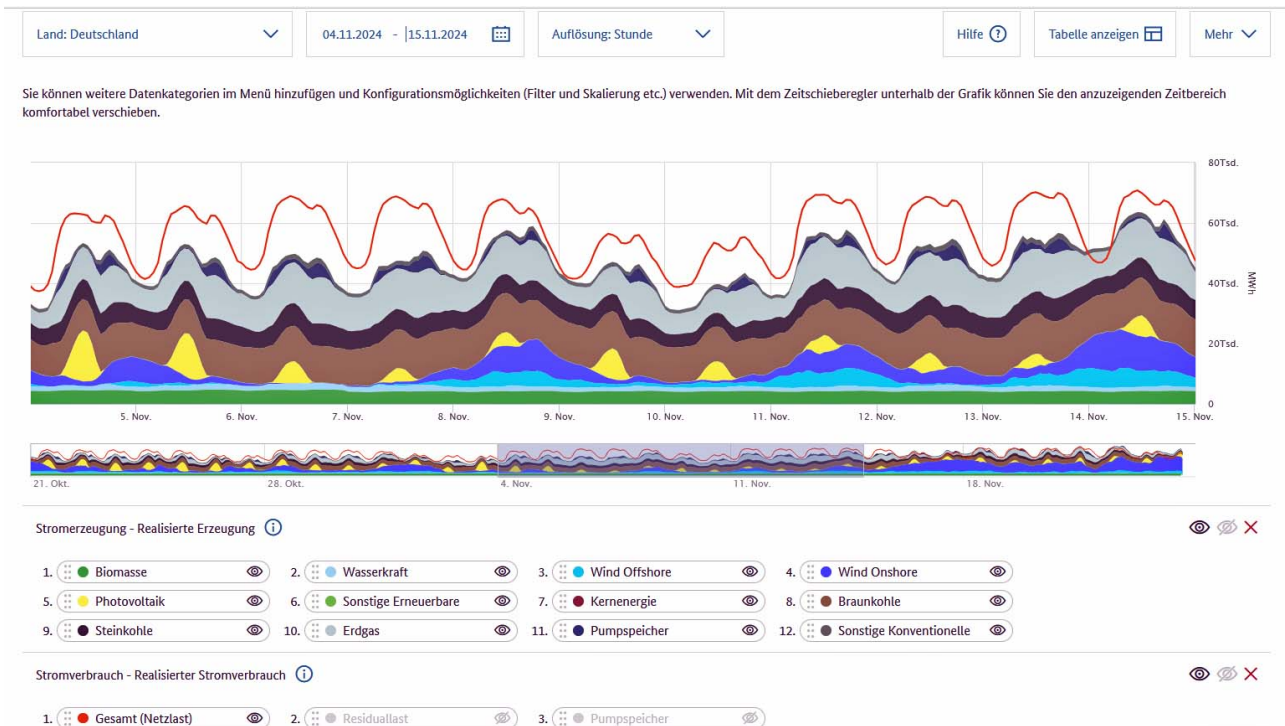 Land: Deutschland
04.11.2024 - 15.11.2024
Auflösung: Stunde
Hilfe ?
Tabelle anzeigen
Mehr
Sie können weitere Datenkategorien im Menü hinzufügen und Konfigurationsmöglichkeiten (Filter und Skalierung etc.) verwenden. Mit dem Zeitschieberegler unterhalb der Grafik können Sie den anzuzeigenden Zeitbereich
komfortabel verschieben.
80Tsd.
60Tsd.
40Tsd.
20Tsd.
0
MWh
5. Nov. 6. Nov. 7. Nov. 8. Nov. 9. Nov. 10. Nov. 11. Nov. 12. Nov. 13. Nov. 14. Nov. 15. Nov.
21. Okt. 28. Okt. 4. Nov. 11. Nov. 18. Nov.
Stromerzeugung - Realisierte Erzeugung i
1. Biomasse 2. Wasserkraft 3. Wind Offshore 4. Wind Onshore
5. Photovoltaik 6. Sonstige Erneuerbare 7. Kernenergie 8. Braunkohle
9. Steinkohle 10. Erdgas 11. Pumpspeicher 12. Sonstige Konventionelle
Stromverbrauch - Realisierter Stromverbrauch i
1. Gesamt (Netzlast) 2. Residuallast 3. Pumpspeicher